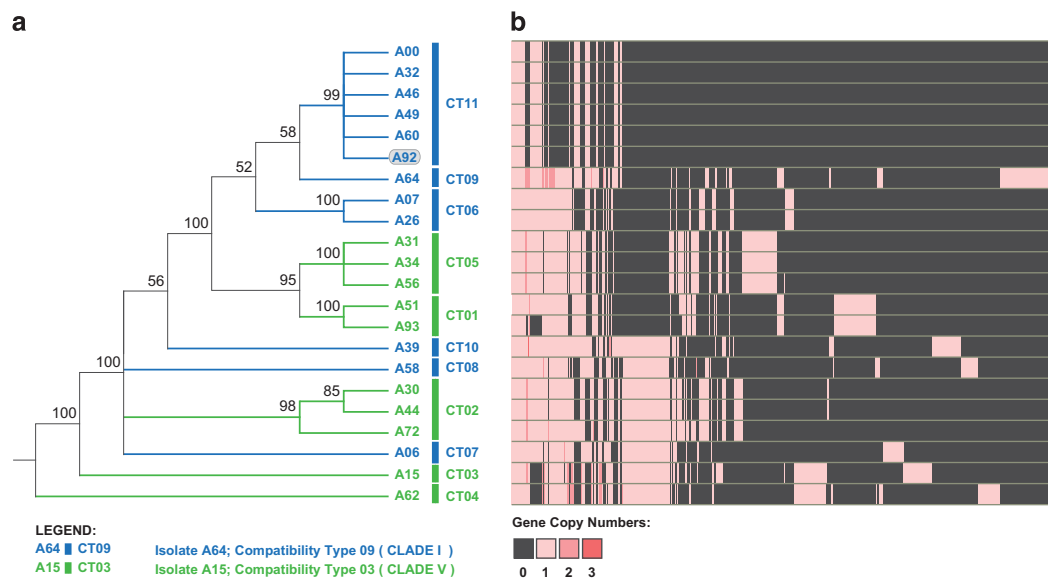 a
b
A00
A32
A46
99
CT11
A49
A60
58
A92
52
A64
CT09
100
A07
CT06
A26
100
A31
100
A34
CT05
95
A56
56
100
A51
CT01
A93
A39
CT10
100
A58
CT08
85
A30
98
A44
CT02
100
A72
A06
CT07
A15
CT03
A62
CT04
LEGEND:
A64 CT09 Isolate A64; Compatibility Type 09 ( CLADE I )
A15 CT03 Isolate A15; Compatibility Type 03 ( CLADE V )
Gene Copy Numbers:
0 1 2 3